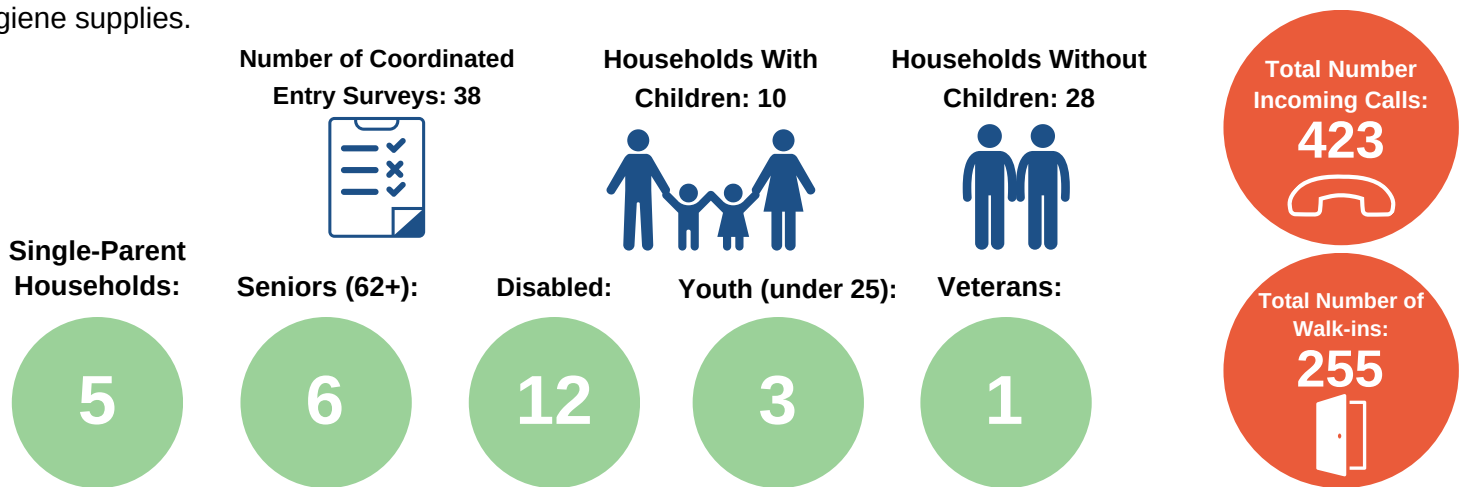 giene supplies.
Number of Coordinated
Entry Surveys: 38
Households With
Children: 10
Households Without
Children: 28
Total Number
Incoming Calls:
423
Single-Parent
Households:
5
Seniors (62+):
6
Disabled:
12
Youth (under 25):
3
Veterans:
1
Total Number of
Walk-ins:
255